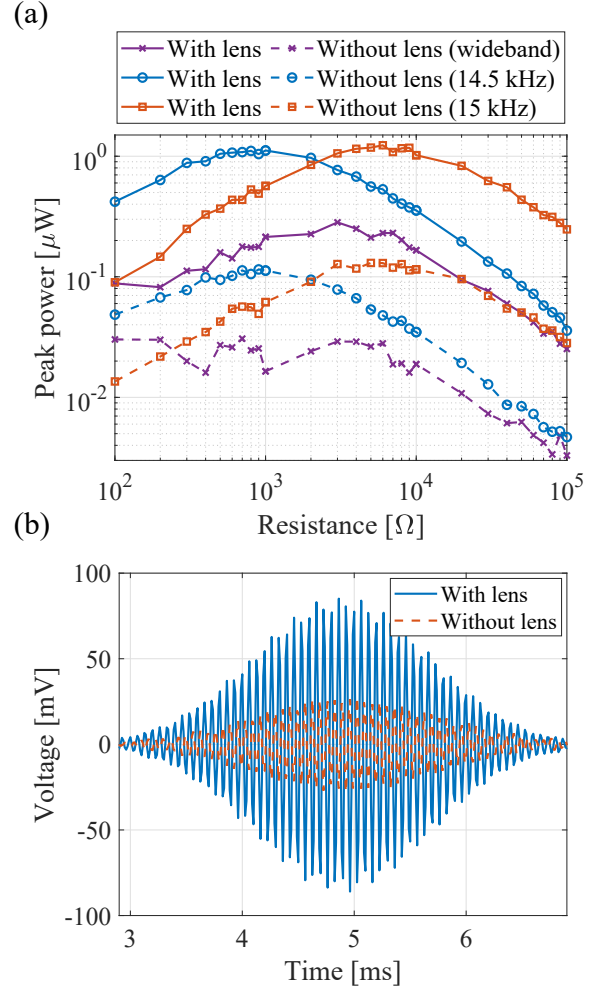 (a)
With lens Without lens (wideband)
With lens Without lens (14.5 kHz)
With lens Without lens (15 kHz)
10^0
10^-1
10^-2
Peak power [μW]
10^2 10^3 10^4 10^5
Resistance [Ω]
(b)
100
50
0
-50
-100
Voltage [mV]
With lens
Without lens
3 4 5 6
Time [ms]